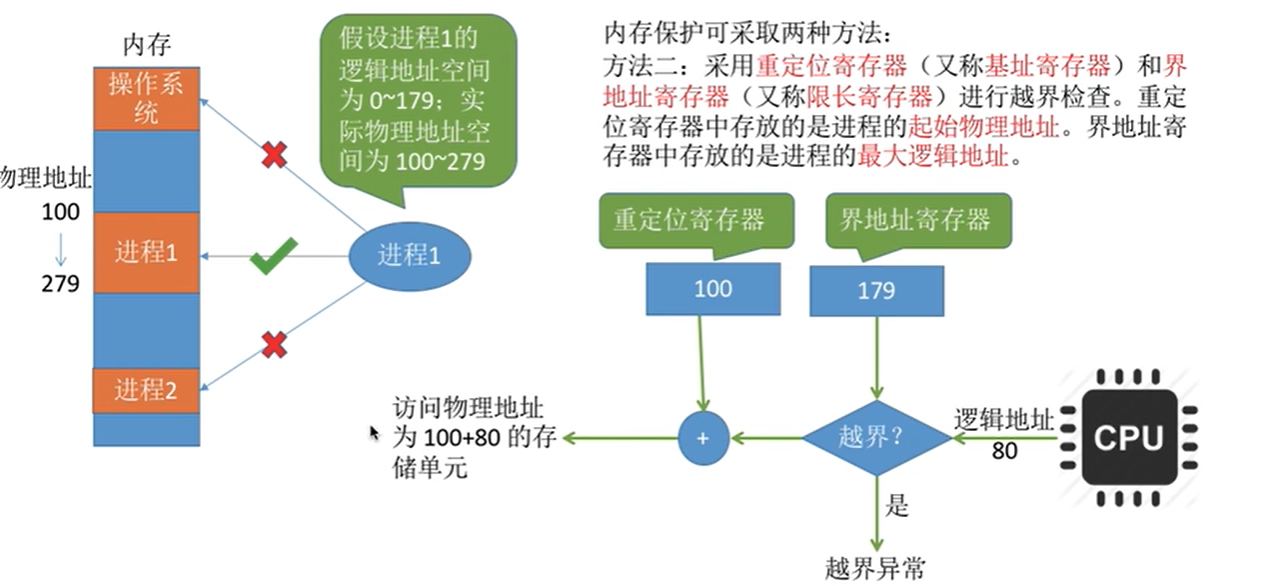 内存
操作系
统
物理地址
100
279
进程1
进程2
假设进程1的
逻辑地址空间
为 0~179；实
际物理地址空
间为 100~279
进程1
内存保护可采取两种方法：
方法二：采用重定位寄存器（又称基址寄存器）和界
地址寄存器（又称限长寄存器）进行越界检查。重定
位寄存器中存放的是进程的起始物理地址。界地址寄
存器中存放的是进程的最大逻辑地址。
重定位寄存器
界地址寄存器
100
179
访问物理地址
为 100+80 的存
储单元
+
越界？
逻辑地址
80
CPU
是
越界异常